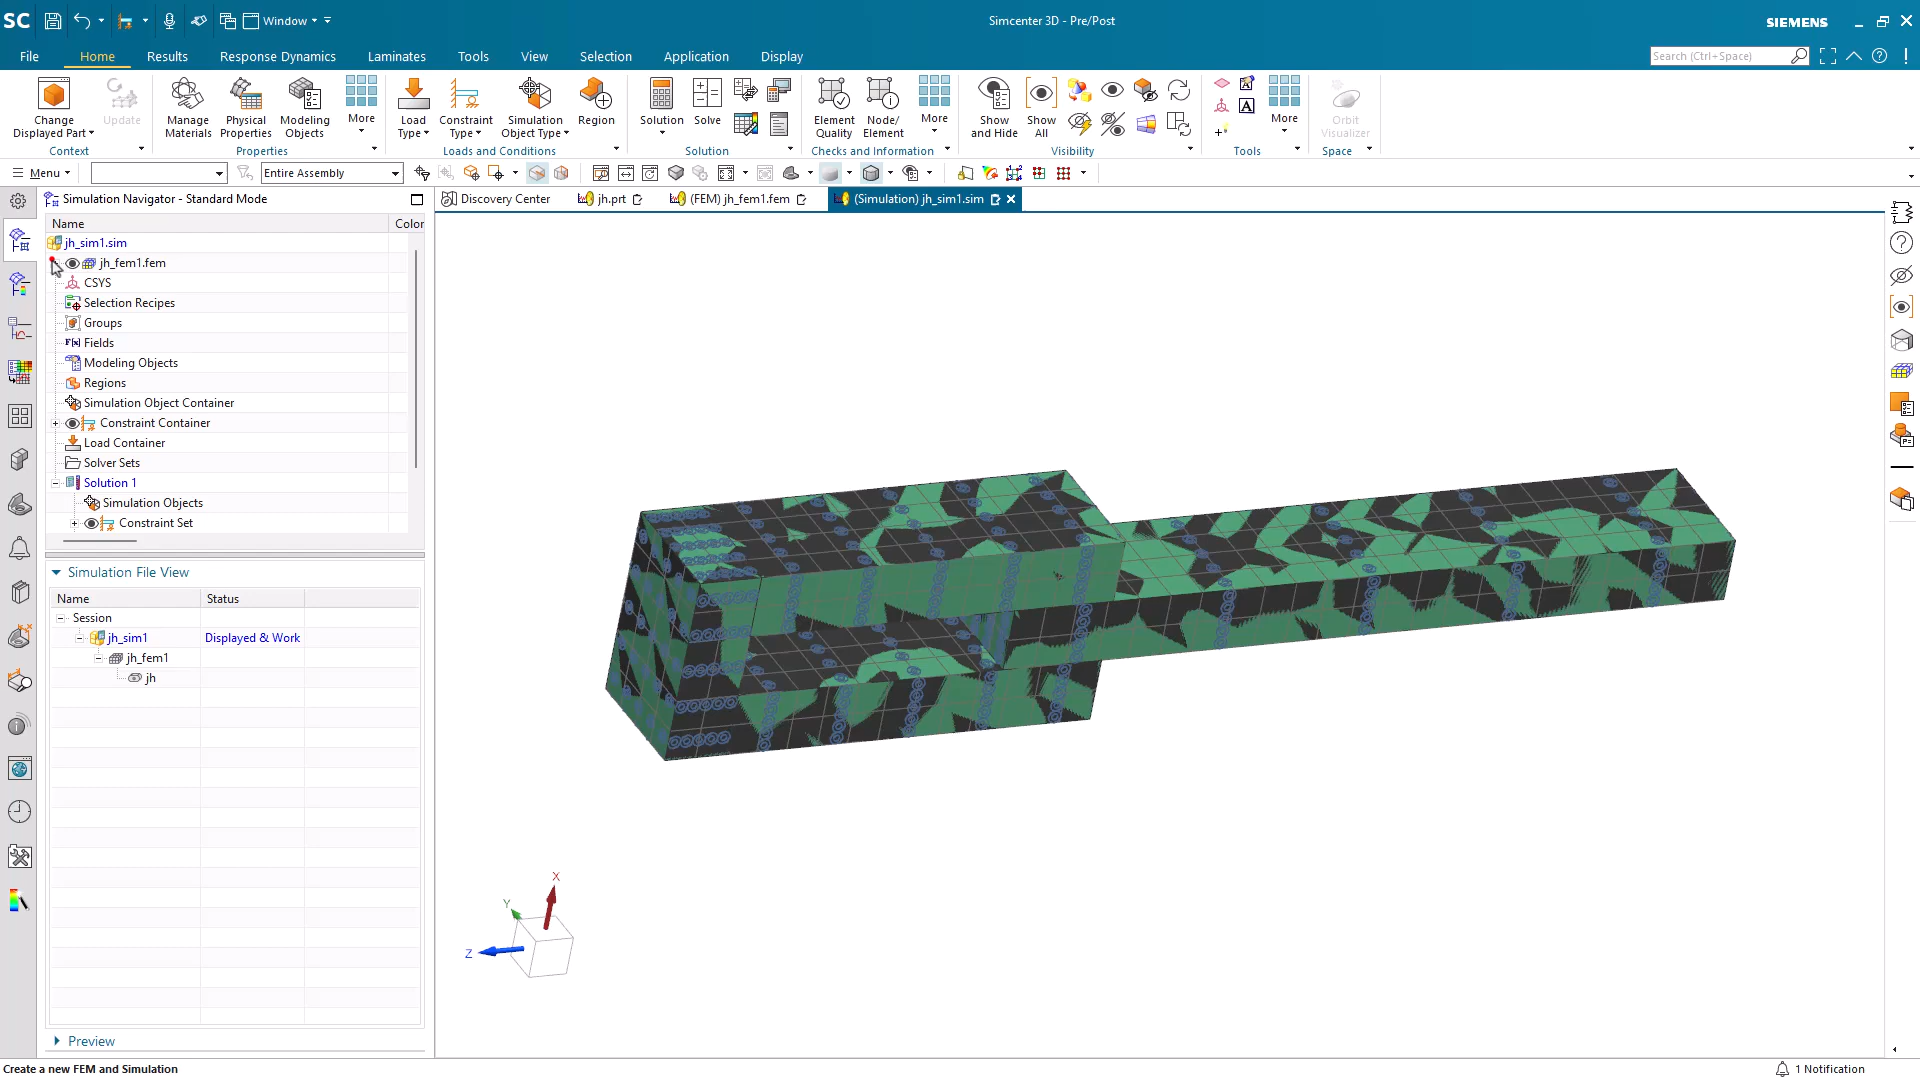 SC
Window
Simcenter 3D - Pre/Post
SIEMENS
File
Home
Results
Response Dynamics
Laminates
Tools
View
Selection
Application
Display
Search (Ctrl+Space)
Change
Displayed Part
Update
Context
Manage
Materials
Physical
Properties
Modeling
Objects
More
Properties
Load
Type
Constraint
Type
Simulation
Object Type
Region
Loads and Conditions
Solution
Solve
Solution
Element
Quality
Node/
Element
More
Checks and Information
Show
and Hide
Show
All
Visibility
More
Tools
Orbit
Visualizer
Space
Menu
Entire Assembly
Simulation Navigator - Standard Mode
Discovery Center
jh.prt
(FEM) jh_fem1.fem
(Simulation) jh_sim1.sim
Name
Color
jh_sim1.sim
jh_fem1.fem
CSYS
Selection Recipes
Groups
Fields
Modeling Objects
Regions
Simulation Object Container
Constraint Container
Load Container
Solver Sets
Solution 1
Simulation Objects
Constraint Set
Simulation File View
Name
Status
Session
jh_sim1
Displayed & Work
jh_fem1
jh
X
Y
Z
Preview
Create a new FEM and Simulation
1 Notification